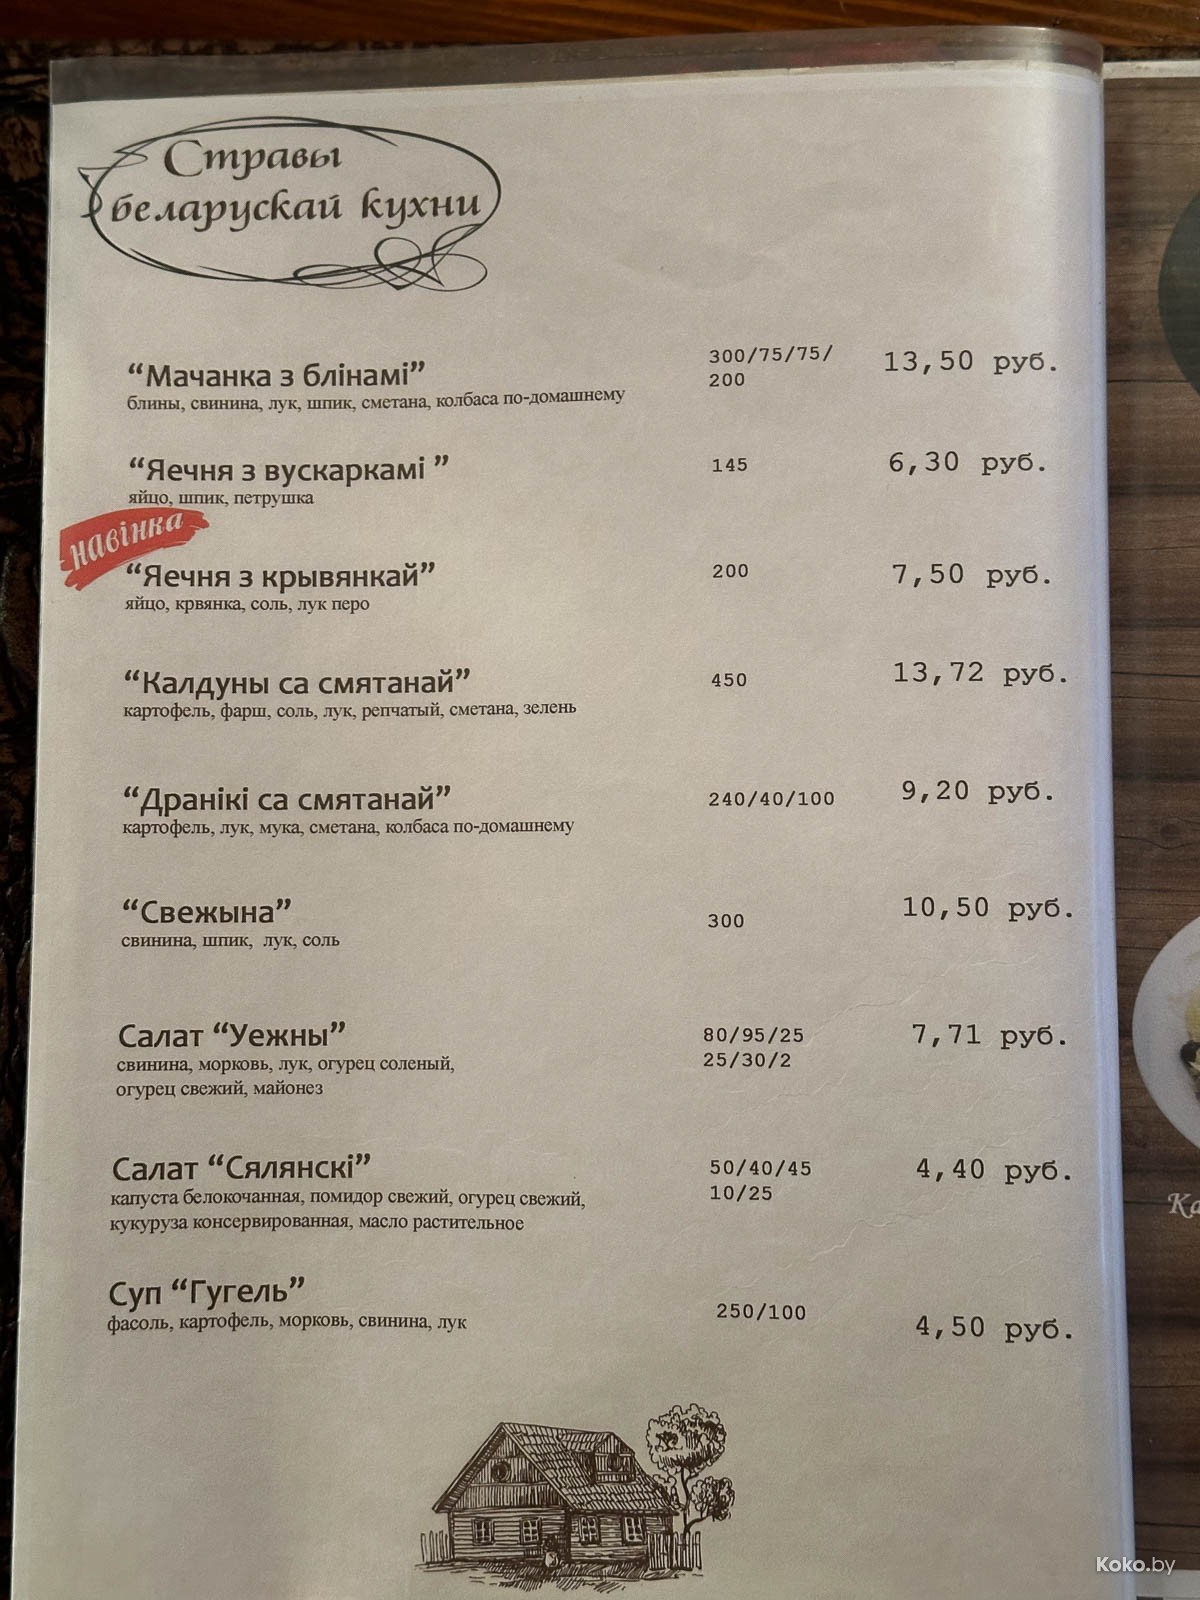 Стравы
беларускай кухни
“Мачанка з блінамі” 300/75/75/ 13,50 руб.
200
блины, свинина, лук, шпик, сметана, колбаса по-домашнему
“Яечня з вускаркамі ” 145 6,30 руб.
яйцо, шпик, петрушка
навінка
“Яечня з крывянкай” 200 7,50 руб.
яйцо, крвянка, соль, лук перо
“Калдуны са смятанай” 450 13,72 руб.
картофель, фарш, соль, лук, репчатый, сметана, зелень
“Дранікі са смятанай” 240/40/100 9,20 руб.
картофель, лук, мука, сметана, колбаса по-домашнему
“Свежына” 300 10,50 руб.
свинина, шпик, лук, соль
Салат “Уежны” 80/95/25 7,71 руб.
25/30/2
свинина, морковь, лук, огурец соленый,
огурец свежий, майонез
Салат “Сялянскі” 50/40/45 4,40 руб.
10/25
капуста белокочанная, помидор свежий, огурец свежий,
кукуруза консервированная, масло растительное
Суп “Гугель” 250/100 4,50 руб.
фасоль, картофель, морковь, свинина, лук
Koko.by